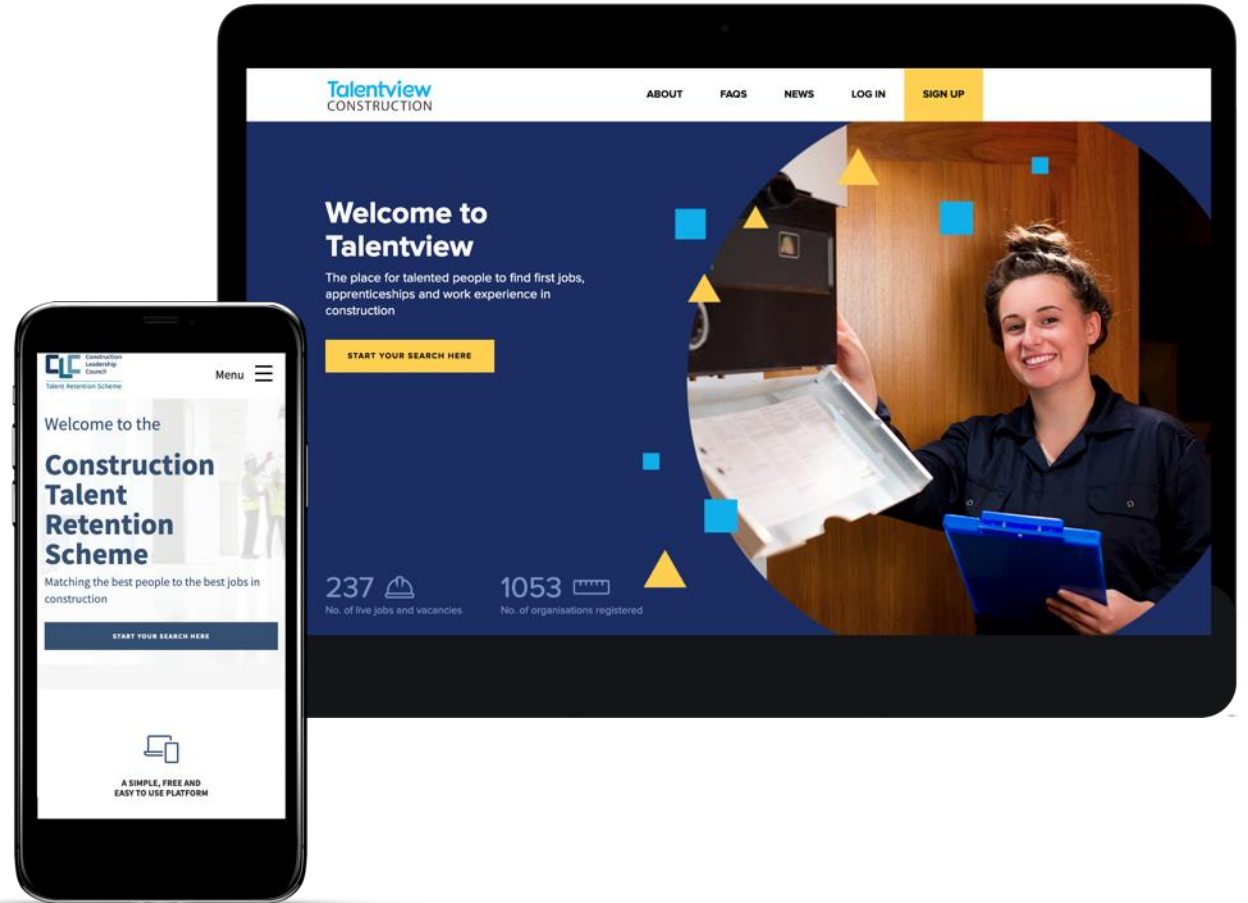 Talentview
CONSTRUCTION
ABOUT
FAQS
NEWS
LOG IN
SIGN UP
Welcome to
Talentview
The place for talented people to find first jobs,
apprenticeships and work experience in
construction
START YOUR SEARCH HERE
237
No. of live jobs and vacancies
1053
No. of organisations registered
CLC
Construction
Leadership
Council
Talent Retention Scheme
Menu
Welcome to the
Construction
Talent
Retention
Scheme
Matching the best people to the best jobs in
construction
START YOUR SEARCH HERE
A SIMPLE, FREE AND
EASY TO USE PLATFORM